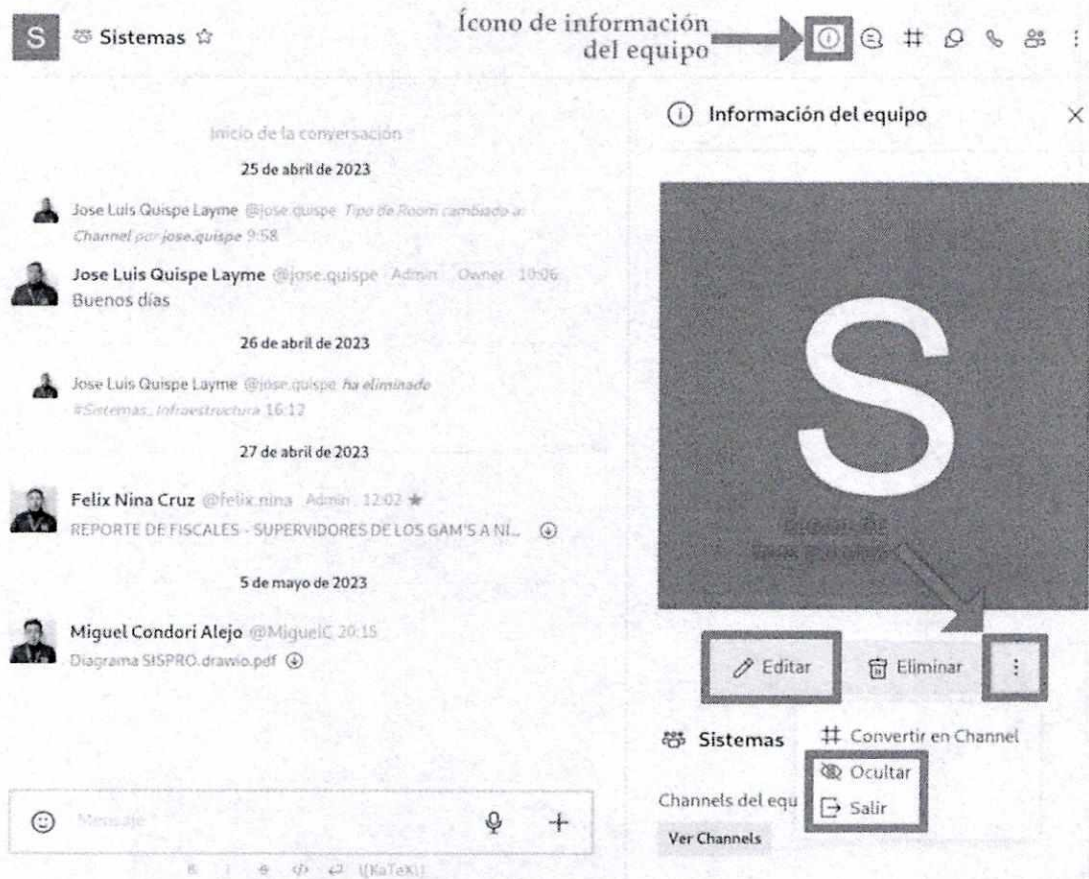 S Sistemas
Ícono de información
del equipo
Inicio de la conversación
25 de abril de 2023
Jose Luis Quispe Layme @jose.quispe Tipo de Room cambiado a:
Channel por jose.quispe 9:58
Jose Luis Quispe Layme @jose.quispe Admin Owner 10:06
Buenos días
26 de abril de 2023
Jose Luis Quispe Layme @jose.quispe ha eliminado
#Sistemas_Infraestructura 16:12
27 de abril de 2023
Felix Nina Cruz @felix.nina Admin 12:02
REPORTE DE FISCALES - SUPERVIDORES DE LOS GAM'S A NI...
5 de mayo de 2023
Miguel Condori Alejo @MiguelC 20:15
Diagrama SISPRO.drawio.pdf
Mensaje
B i S </> \[KaTeX\]
Información del equipo
S
Editar
Eliminar
Sistemas
Convertir en Channel
Ocultar
Channels del equ
Salir
Ver Channels